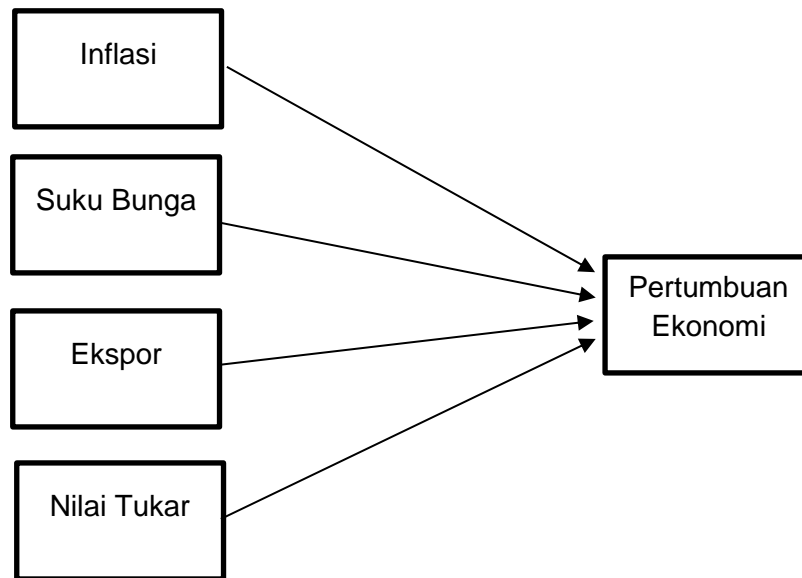 Inflasi
Suku Bunga
Ekspor
Nilai Tukar
Pertumbuan
Ekonomi